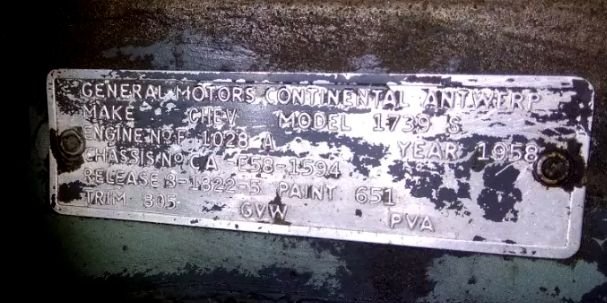 GENERAL MOTORS CONTINENTAL ANTWERP
MAKE CHEV. MODEL 1739 S
ENGINE Nº F-1028-A YEAR 1958
CHASSIS Nº CA-E58-1594
RELEASE 3-1822-5 PAINT 651
TRIM 305 GVW PVA